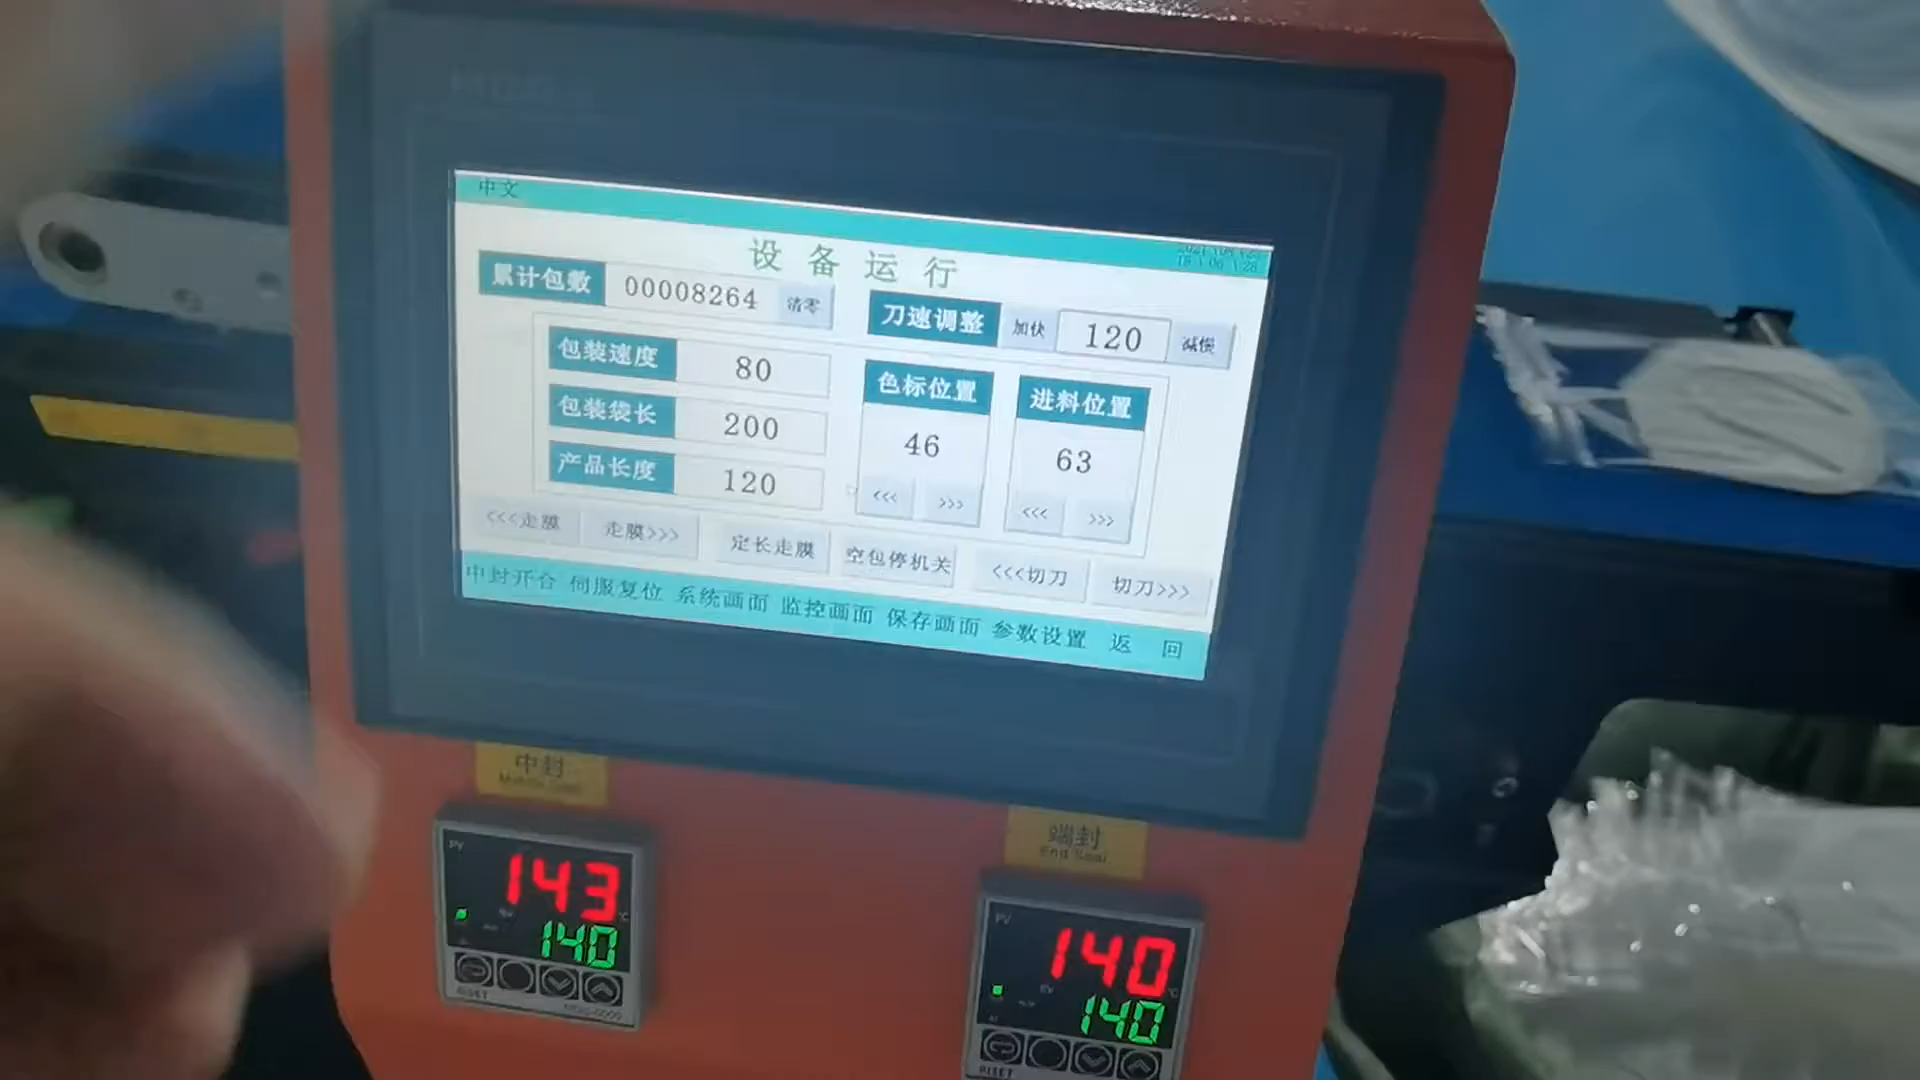 中文
设备运行
累计包数 00008264 清零
刀速调整 加快 120 减慢
包装速度 80
包装袋长 200
产品长度 120
色标位置
46
<<< >>>
进料位置
63
<<< >>>
<<<走膜 走膜>>> 定长走膜 空包停机关 <<<切刀 切刀>>>
中封开合 伺服复位 系统画面 监控画面 保存画面 参数设置 返 回
中封
PV
143
140
端封
End Seal
PV
140
140